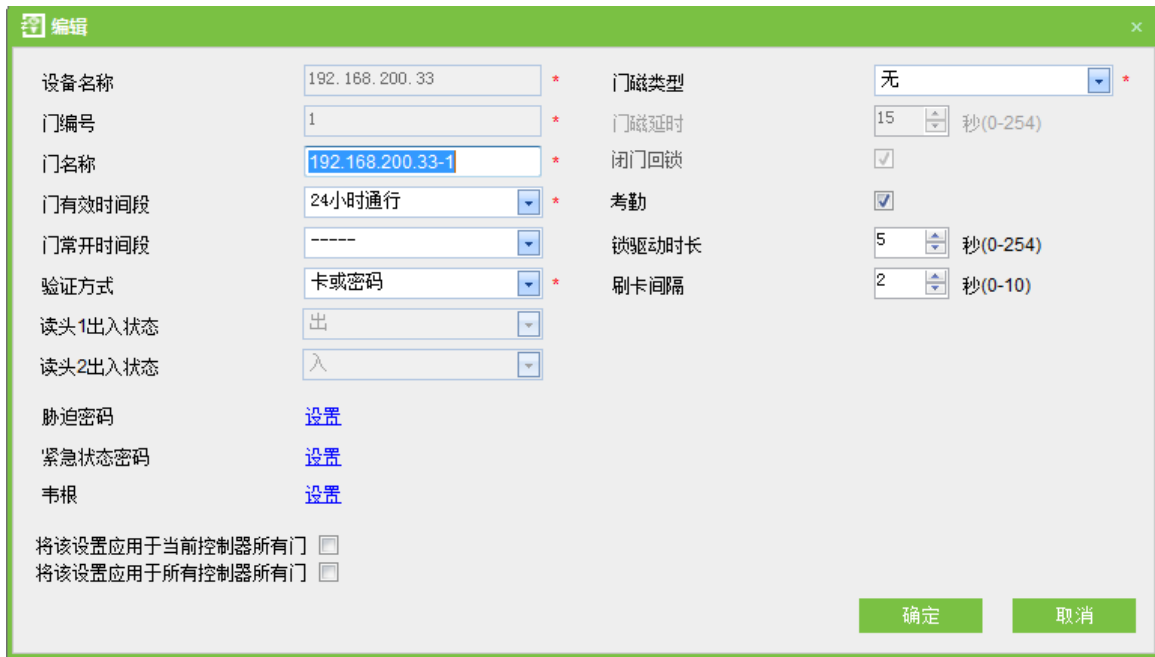 编辑
设备名称 192.168.200.33 * 门磁类型 无 *
门编号 1 * 门磁延时 15 秒(0-254)
门名称 192.168.200.33-1 * 闭门回锁
门有效时间段 24小时通行 * 考勤
门常开时间段 ----- 锁驱动时长 5 秒(0-254)
验证方式 卡或密码 * 刷卡间隔 2 秒(0-10)
读头1出入状态 出
读头2出入状态 入
胁迫密码 设置
紧急状态密码 设置
韦根 设置
将该设置应用于当前控制器所有门
将该设置应用于所有控制器所有门
确定 取消